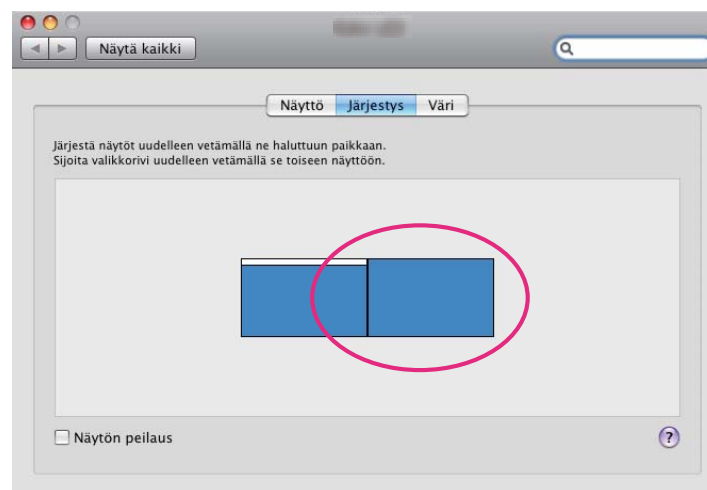 Näytä kaikki
Näyttö Järjestys Väri
Järjestä näytöt uudelleen vetämällä ne haluttuun paikkaan.
Sijoita valikkorivi uudelleen vetämällä se toiseen näyttöön.
Näytön peilaus
?